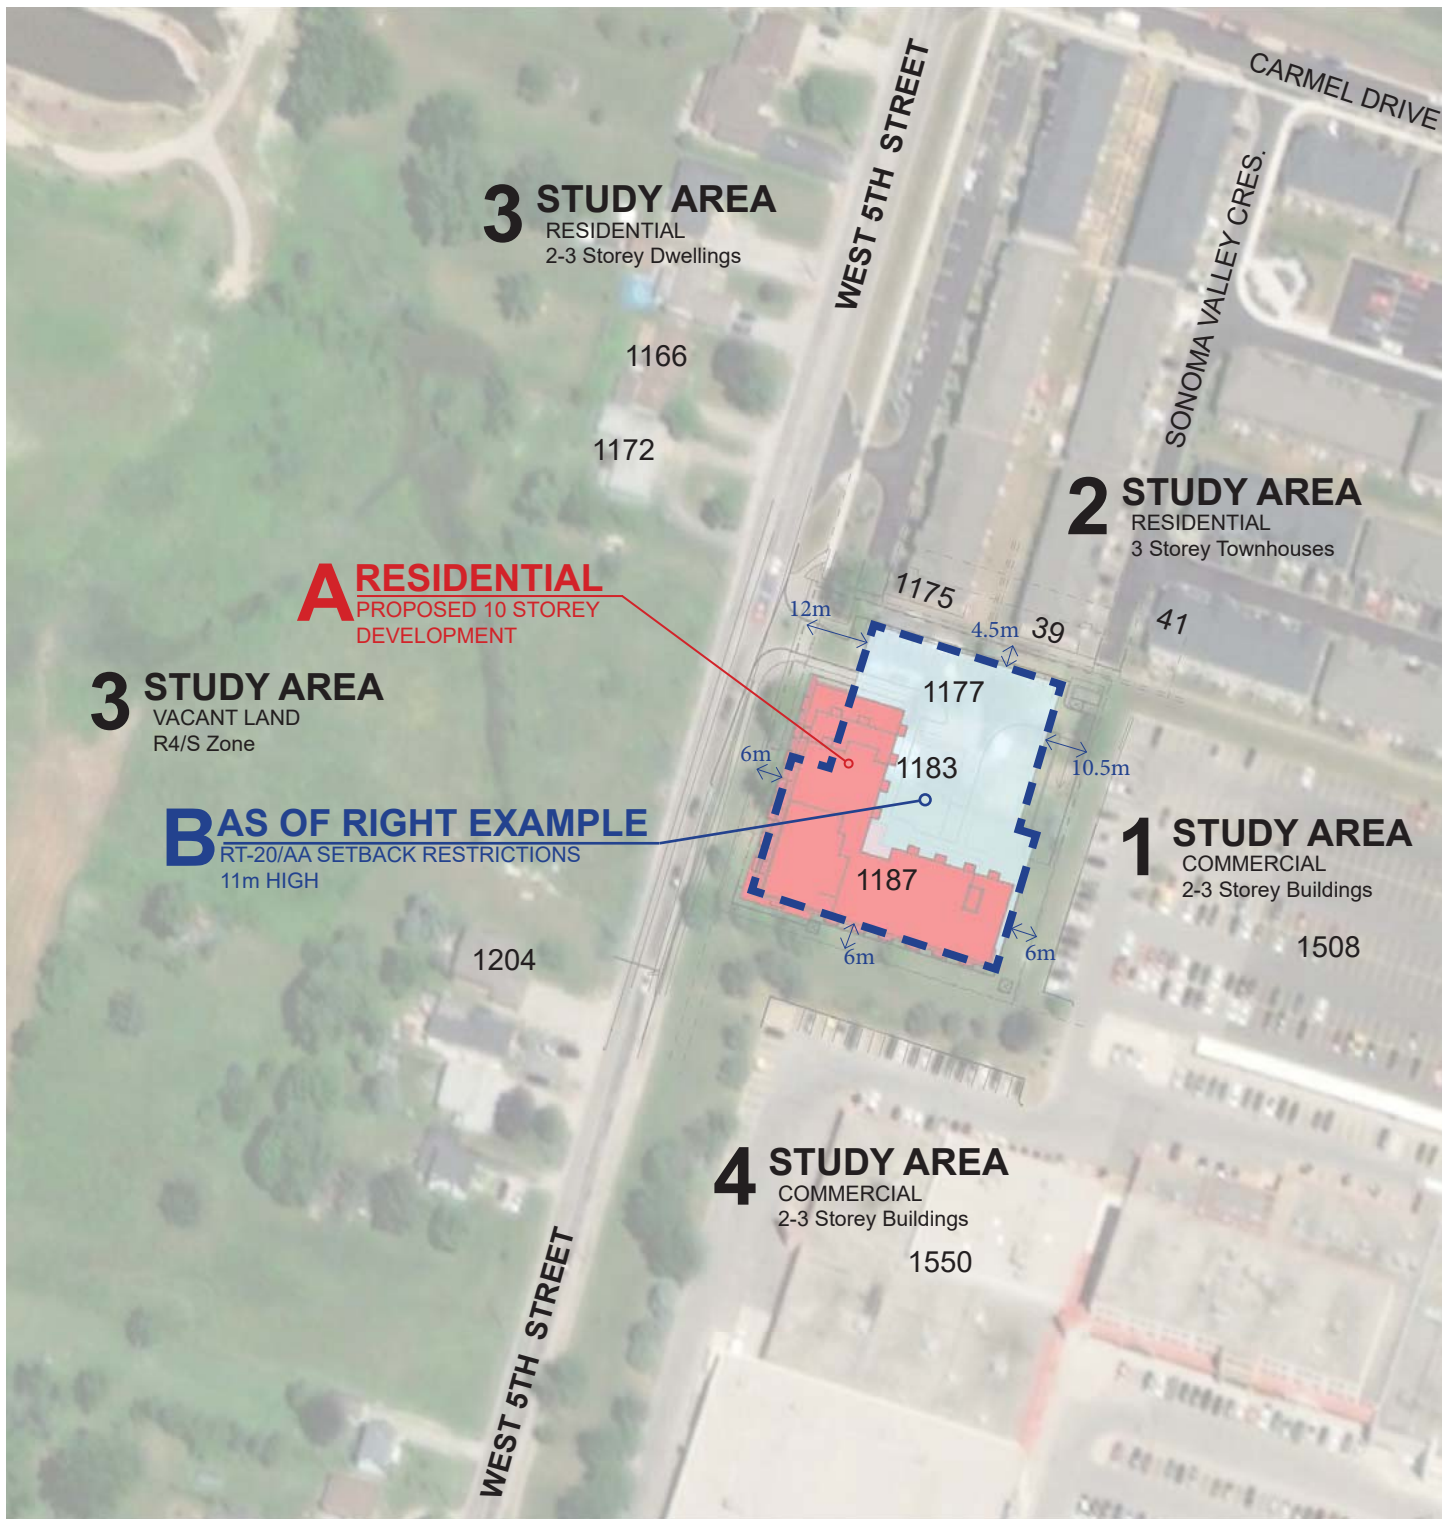 CARMEL DRIVE
WEST 5TH STREET
SONOMA VALLEY CRES.
3 STUDY AREA
RESIDENTIAL
2-3 Storey Dwellings
1166
1172
2 STUDY AREA
RESIDENTIAL
3 Storey Townhouses
A RESIDENTIAL
PROPOSED 10 STOREY
DEVELOPMENT
1175
39
41
12m
4.5m
3 STUDY AREA
VACANT LAND
R4/S Zone
1177
6m
1183
10.5m
B AS OF RIGHT EXAMPLE
RT-20/AA SETBACK RESTRICTIONS
11m HIGH
1 STUDY AREA
COMMERCIAL
2-3 Storey Buildings
1187
1508
1204
6m
6m
4 STUDY AREA
COMMERCIAL
2-3 Storey Buildings
1550
WEST 5TH STREET